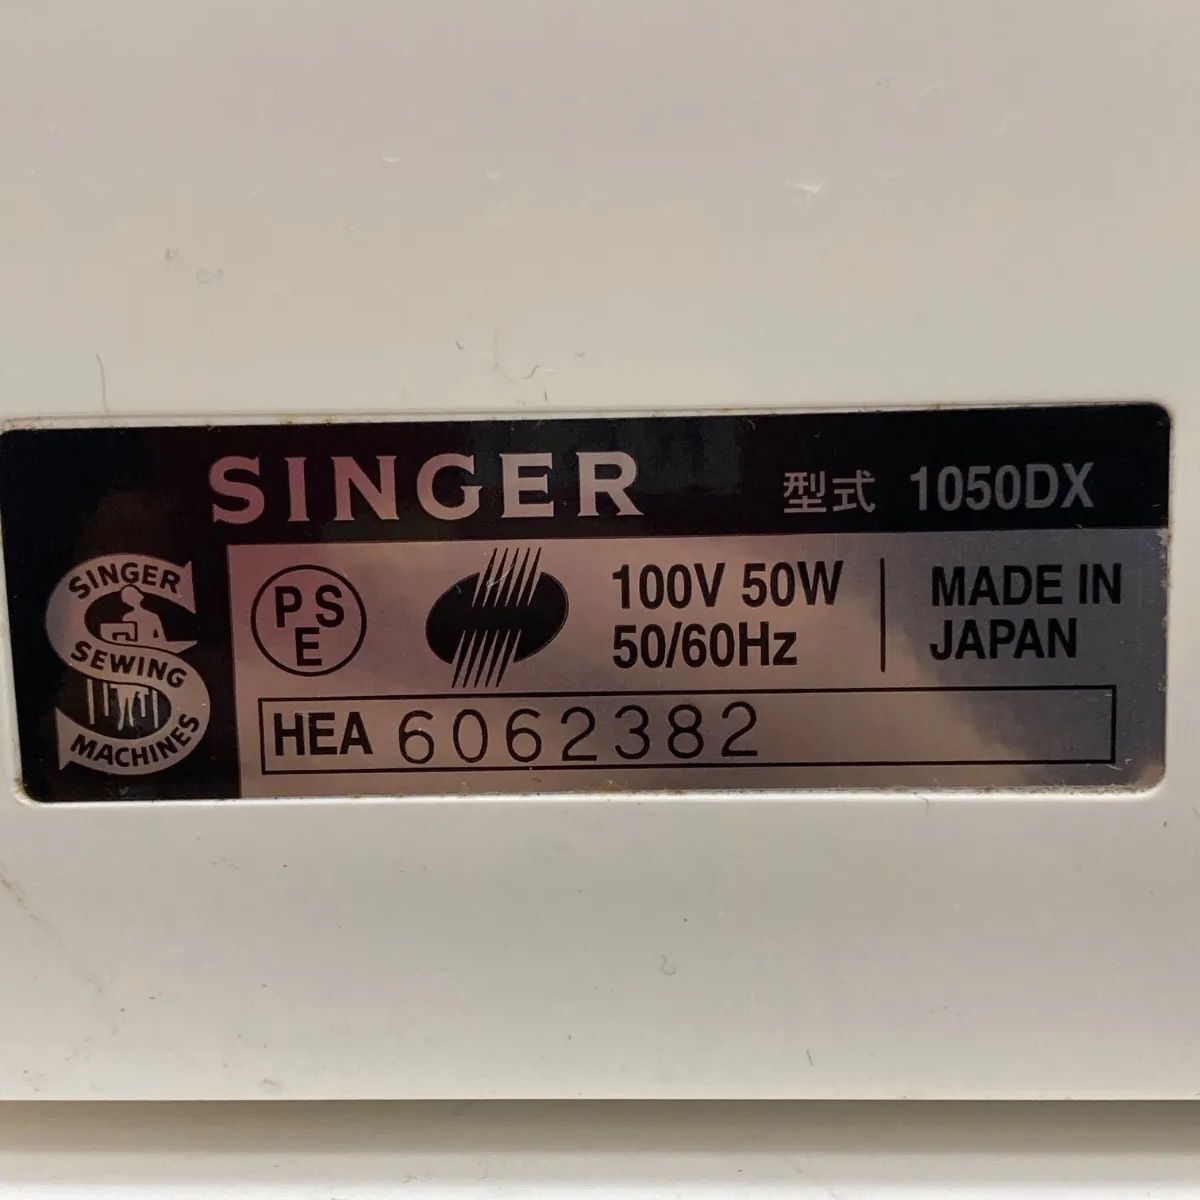 SINGER 型式 1050DX
SINGER
SEWING
MACHINES
PSE
100V 50W
50/60Hz
MADE IN
JAPAN
HEA 6062382